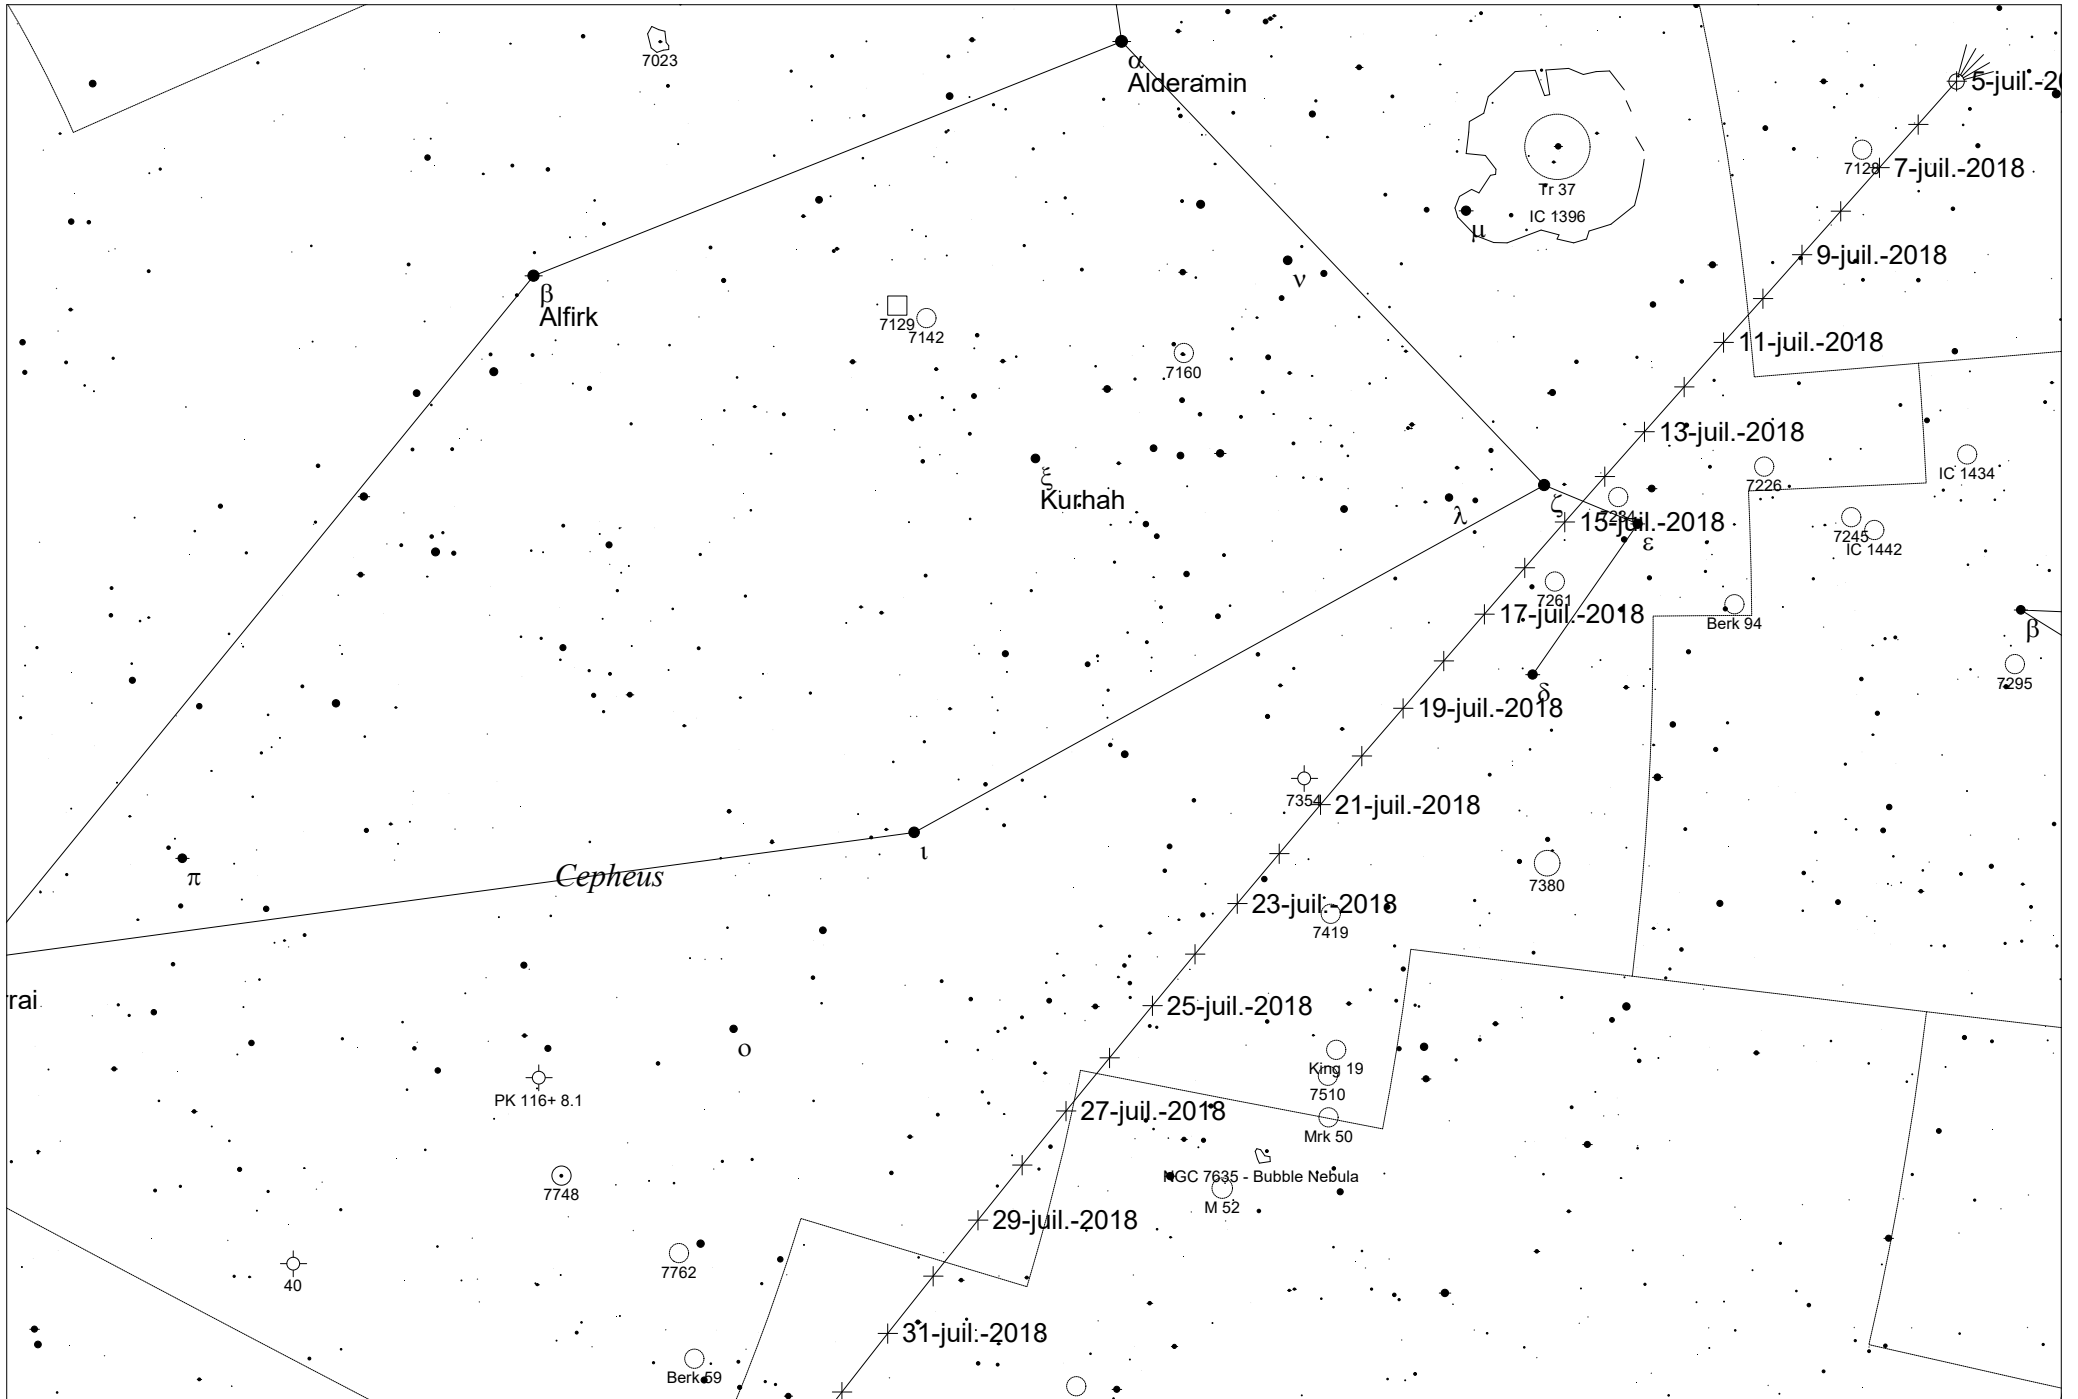 7023
α
Alderamin
5-juil.-20
7128
7-juil.-2018
Tr 37
IC 1396
μ
9-juil.-2018
ν
β
Alfirk
7129
7142
11-juil.-2018
7160
13-juil.-2018
ξ
Kurhah
7226
IC 1434
λ
ζ
15-juil.-2018
ε
7245
IC 1442
7261
17-juil.-2018
Berk 94
β
7295
δ
19-juil.-2018
7354
21-juil.-2018
ι
π
Cepheus
7380
23-juil.-2018
7419
rai
25-juil.-2018
ο
King 19
7510
PK 116+ 8.1
27-juil.-2018
Mrk 50
NGC 7635 - Bubble Nebula
7748
M 52
29-juil.-2018
7762
40
31-juil.-2018
Berk 59